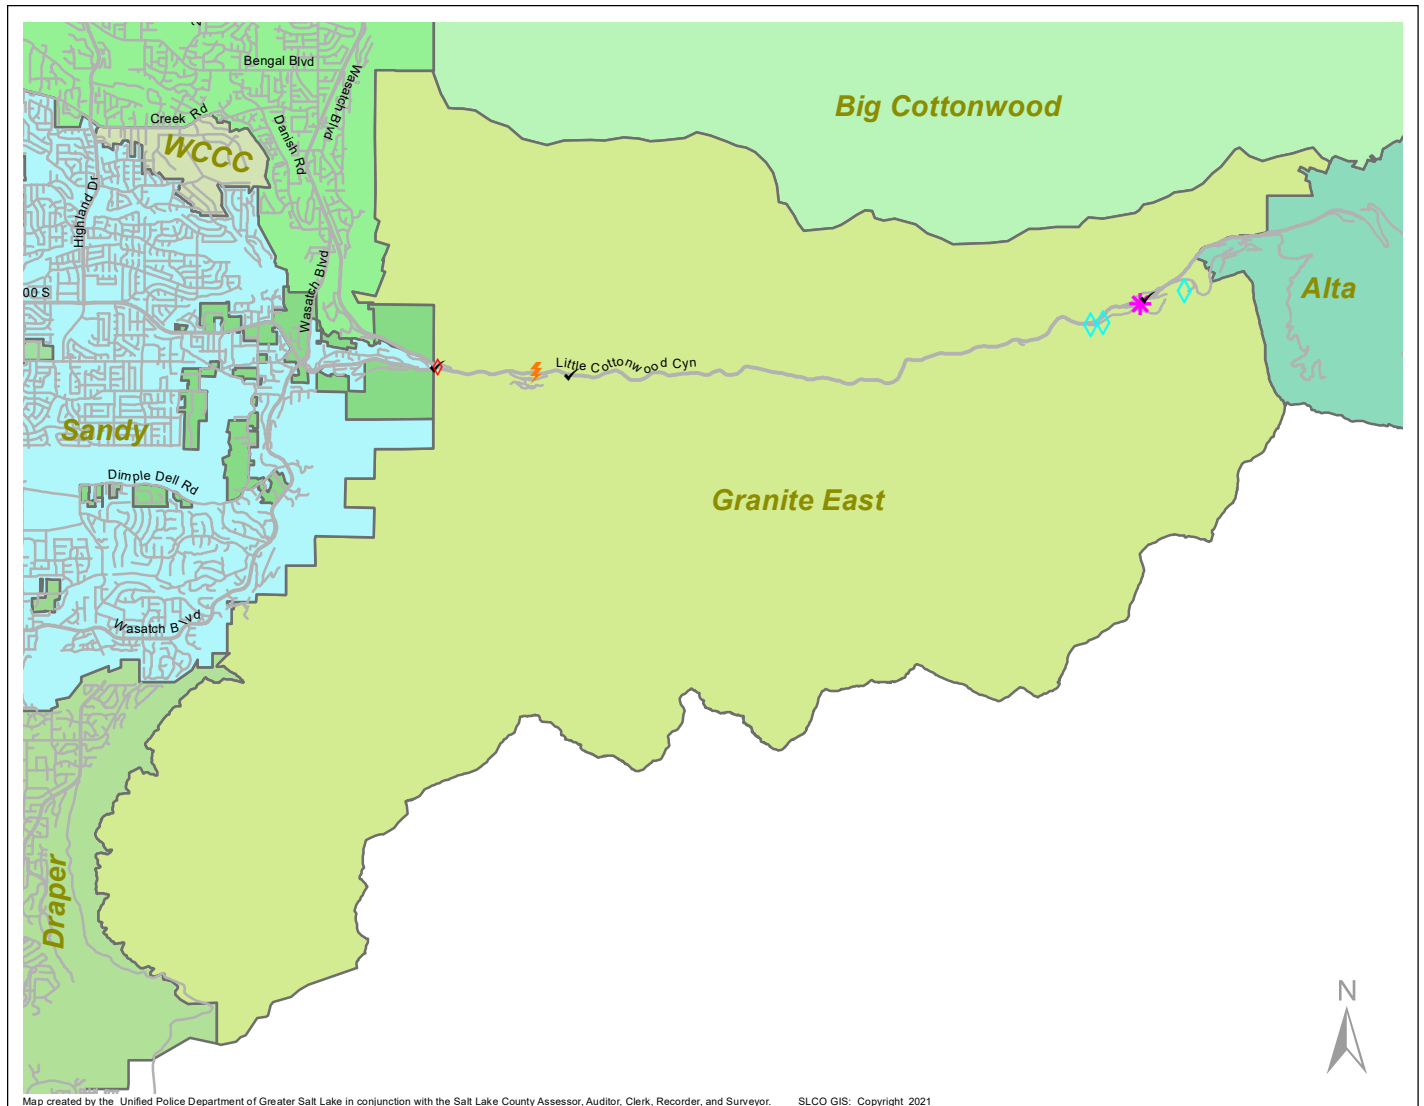 Bengal Blvd
Wasatch Blvd
Big Cottonwood
Creek Rd
Danish Rd
WCCC
Highland Dr
Wasatch Blvd
00 S
Alta
Little Cottonwood Cyn
Sandy
Dimple Dell Rd
Granite East
Wasatch Blvd
Draper
N
Map created by the Unified Police Department of Greater Salt Lake in conjunction with the Salt Lake County Assessor, Auditor, Clerk, Recorder, and Surveyor. SLCO GIS: Copyright 2021